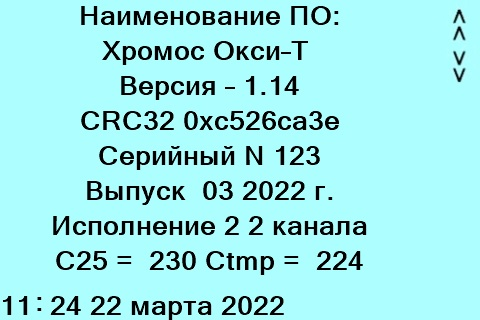 Наименование ПО:
Хромос Окси-Т
Версия - 1.14
CRC32 0xc526ca3e
Серийный N 123
Выпуск  03 2022 г.
Исполнение 2 2 канала
C25 =  230 Ctmp =  224
11: 24 22 марта 2022